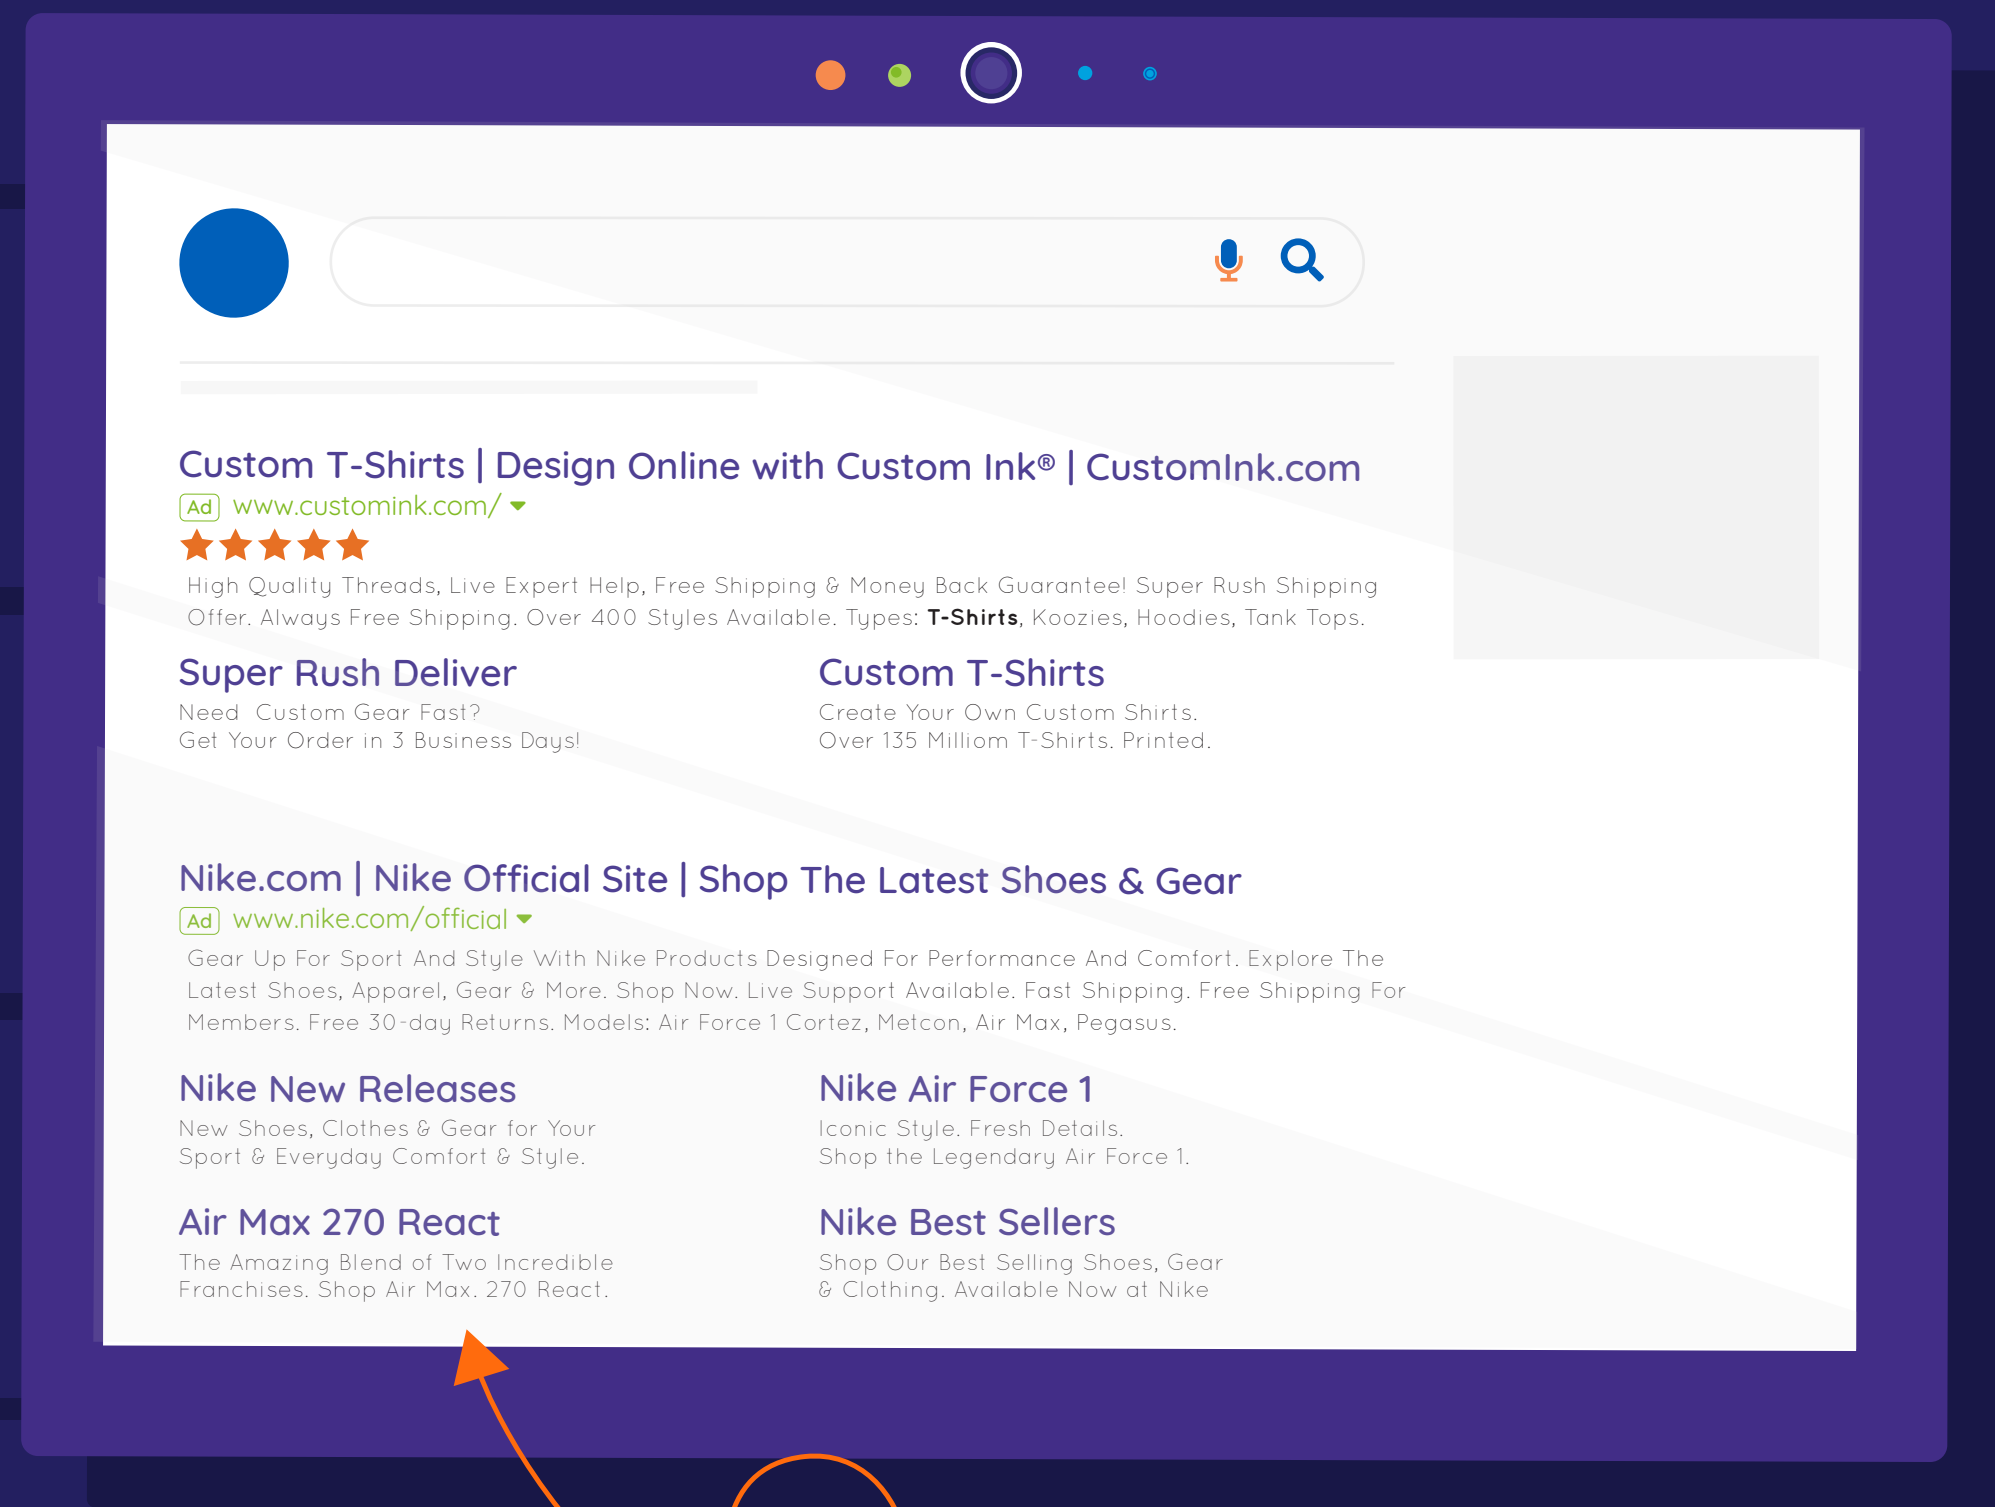 Custom T-Shirts | Design Online with Custom Ink® | CustomInk.com
Ad www.customink.com/
High Quality Threads, Live Expert Help, Free Shipping & Money Back Guarantee! Super Rush Shipping
Offer. Always Free Shipping. Over 400 Styles Available. Types: T-Shirts, Koozies, Hoodies, Tank Tops.
Super Rush Deliver
Need Custom Gear Fast?
Get Your Order in 3 Business Days!
Custom T-Shirts
Create Your Own Custom Shirts.
Over 135 Milliom T-Shirts. Printed.
Nike.com | Nike Official Site | Shop The Latest Shoes & Gear
Ad www.nike.com/official
Gear Up For Sport And Style With Nike Products Designed For Performance And Comfort. Explore The
Latest Shoes, Apparel, Gear & More. Shop Now. Live Support Available. Fast Shipping. Free Shipping For
Members. Free 30-day Returns. Models: Air Force 1 Cortez, Metcon, Air Max, Pegasus.
Nike New Releases
New Shoes, Clothes & Gear for Your
Sport & Everyday Comfort & Style.
Nike Air Force 1
Iconic Style. Fresh Details.
Shop the Legendary Air Force 1.
Air Max 270 React
The Amazing Blend of Two Incredible
Franchises. Shop Air Max. 270 React.
Nike Best Sellers
Shop Our Best Selling Shoes, Gear
& Clothing. Available Now at Nike